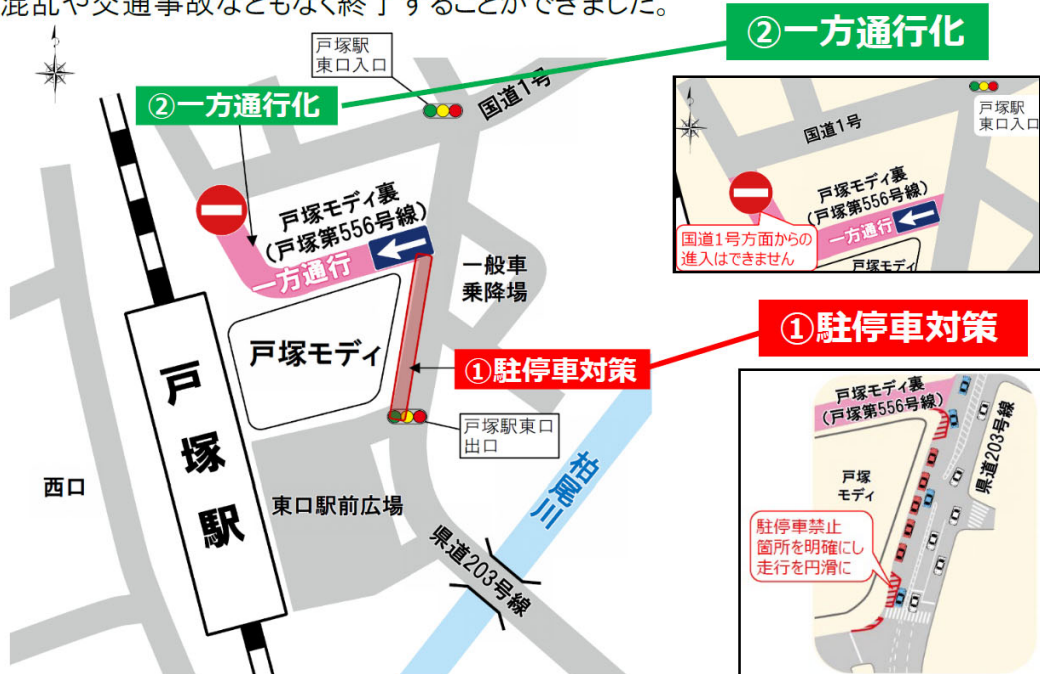 混乱や交通事故などもなく終了することができました。
②一方通行化
戸塚駅
東口入口
②一方通行化
国道1号
戸塚モディ裏
(戸塚第556号線)
一方通行
一般車
乗降場
戸塚モディ
①駐停車対策
戸塚駅東口
出口
戸塚駅
西口
東口駅前広場
柏尾川
県道203号線
国道1号
戸塚駅
東口入口
戸塚モディ裏
(戸塚第556号線)
一方通行
国道1号方面からの
進入はできません
戸塚モディ
①駐停車対策
戸塚モディ裏
(戸塚第556号線)
県道203号線
戸塚
モディ
駐停車禁止
箇所を明確にし
走行を円滑に